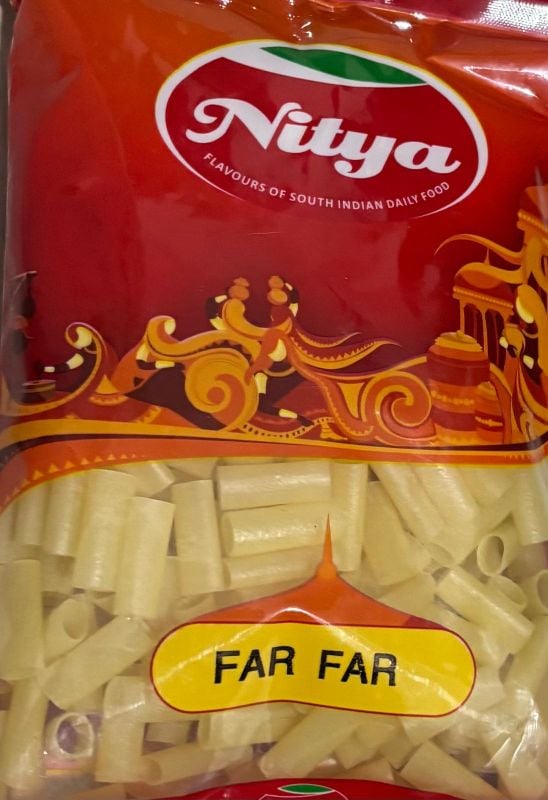 Nitya
FLAVOURS OF SOUTH INDIAN DAILY FOOD
FAR FAR